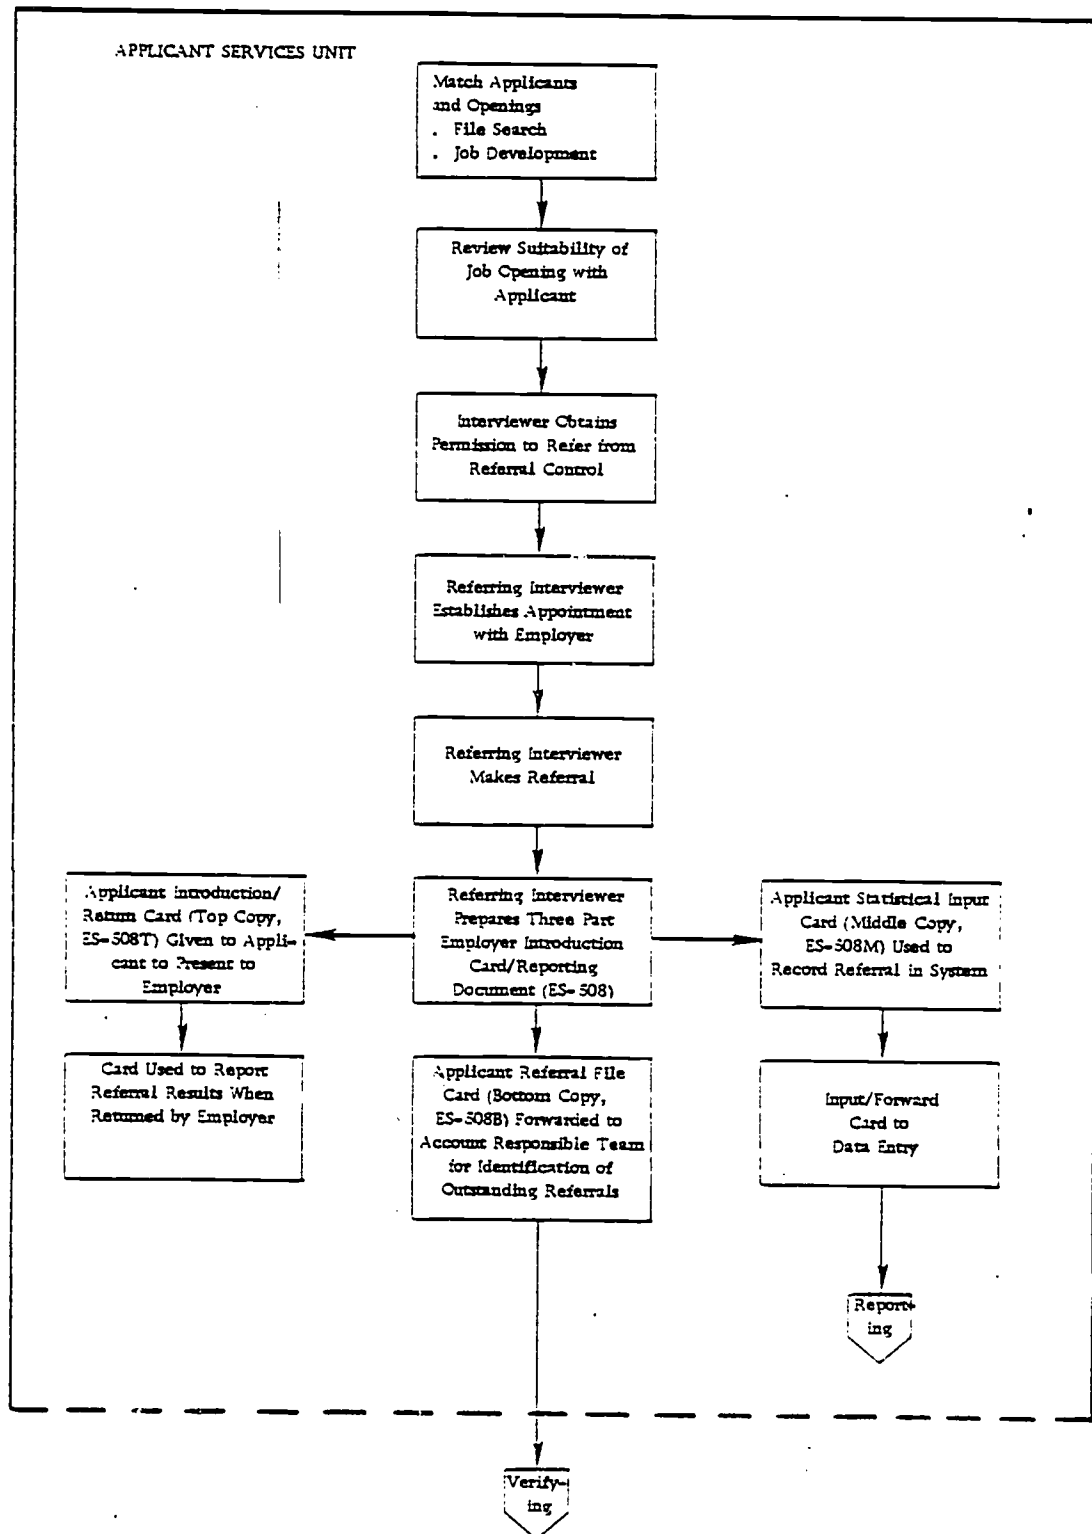 APPLICANT SERVICES UNIT
Match Applicants
and Openings
. File Search
. Job Development
Review Suitability of
Job Opening with
Applicant
Interviewer Obtains
Permission to Refer from
Referral Control
Referring Interviewer
Establishes Appointment
with Employer
Referring Interviewer
Makes Referral
Applicant Introduction/
Return Card (Top Copy,
ES-508T) Given to Appli-
cant to Present to
Employer
Referring Interviewer
Prepares Three Part
Employer Introduction
Card/Reporting
Document (ES-508)
Applicant Statistical Input
Card (Middle Copy,
ES-508M) Used to
Record Referral in System
Card Used to Report
Referral Results When
Returned by Employer
Applicant Referral File
Card (Bottom Copy,
ES-508B) Forwarded to
Account Responsible Team
for Identification of
Outstanding Referrals
Input/Forward
Card to
Data Entry
Report-
ing
Verify-
ing